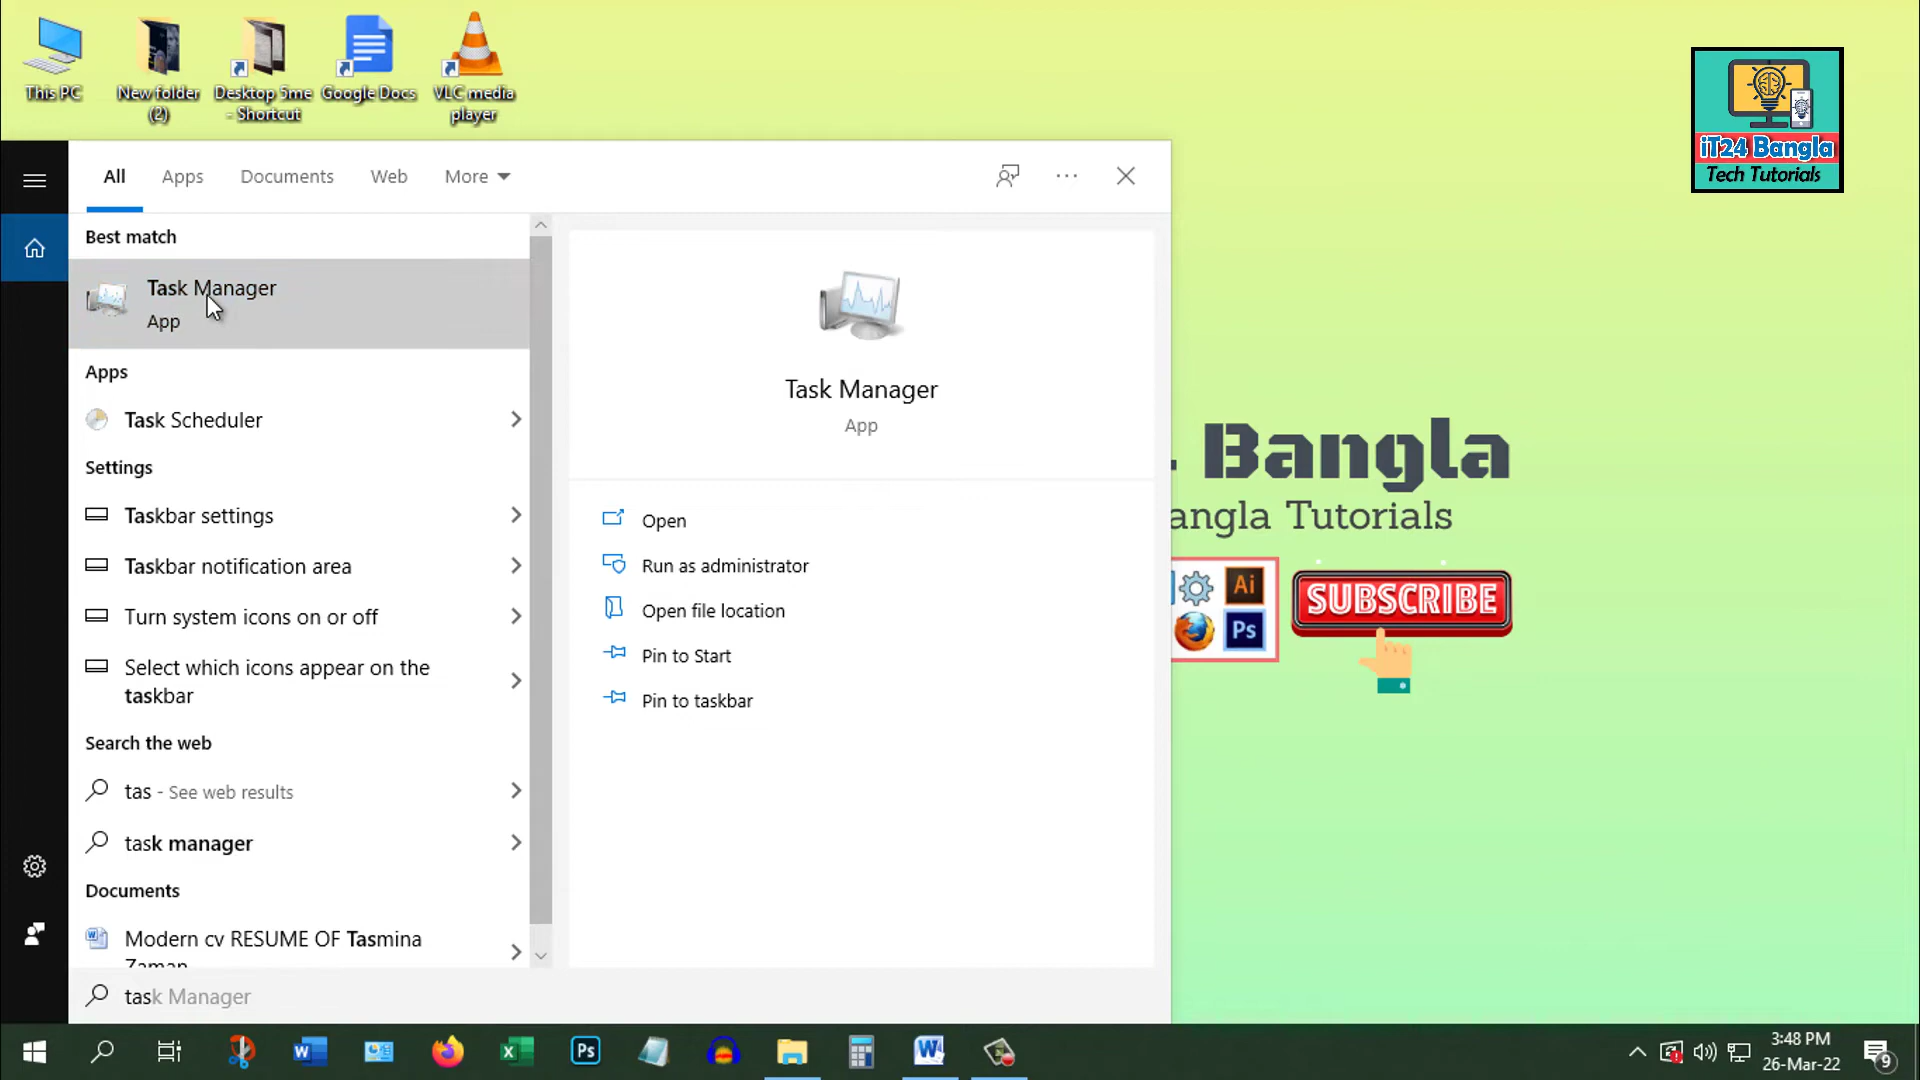 This PC
New folder
(2)
Desktop 5me
- Shortcut
Google Docs
VLC media
player
iT24 Bangla
Tech Tutorials
All
Apps
Documents
Web
More
Best match
Task Manager
App
Apps
Task Scheduler
Settings
Taskbar settings
Taskbar notification area
Turn system icons on or off
Select which icons appear on the
taskbar
Search the web
tas - See web results
task manager
Documents
Modern cv RESUME OF Tasmina
Zaman
task Manager
Task Manager
App
Open
Run as administrator
Open file location
Pin to Start
Pin to taskbar
Bangla
angla Tutorials
Ai
Ps
SUBSCRIBE
Ps
3:48 PM
26-Mar-22
9